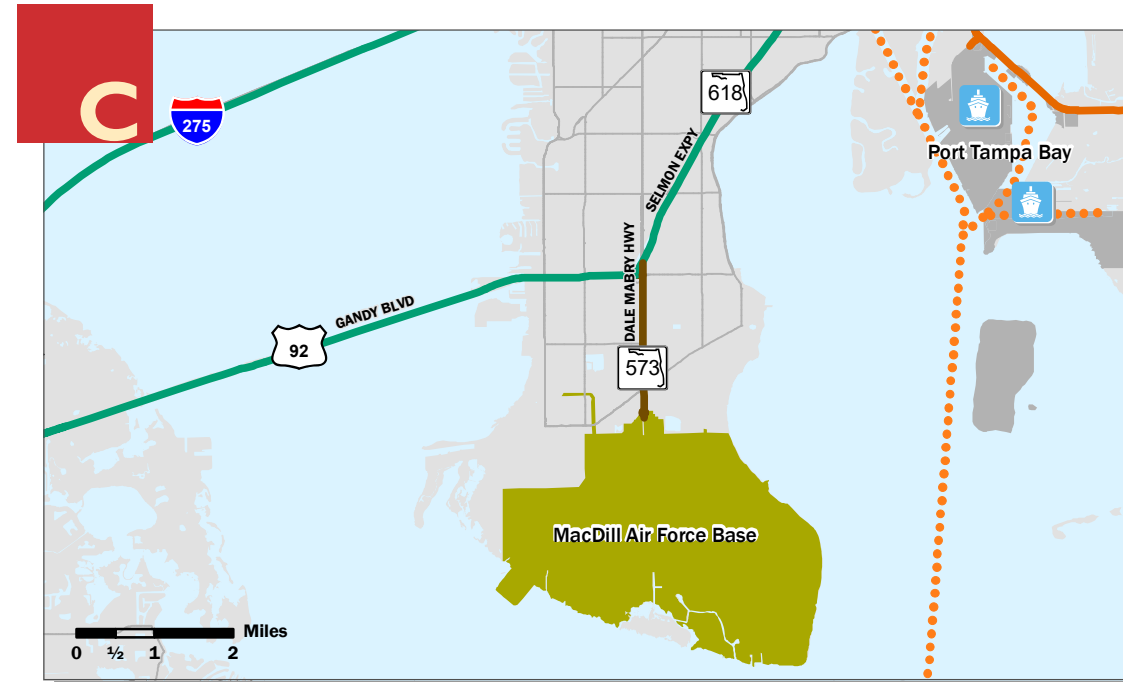 C
275
618
Port Tampa Bay
SELMON EXPY
DALE MABRY HWY
GANDY BLVD
92
573
MacDill Air Force Base
Miles
0 ½ 1 2